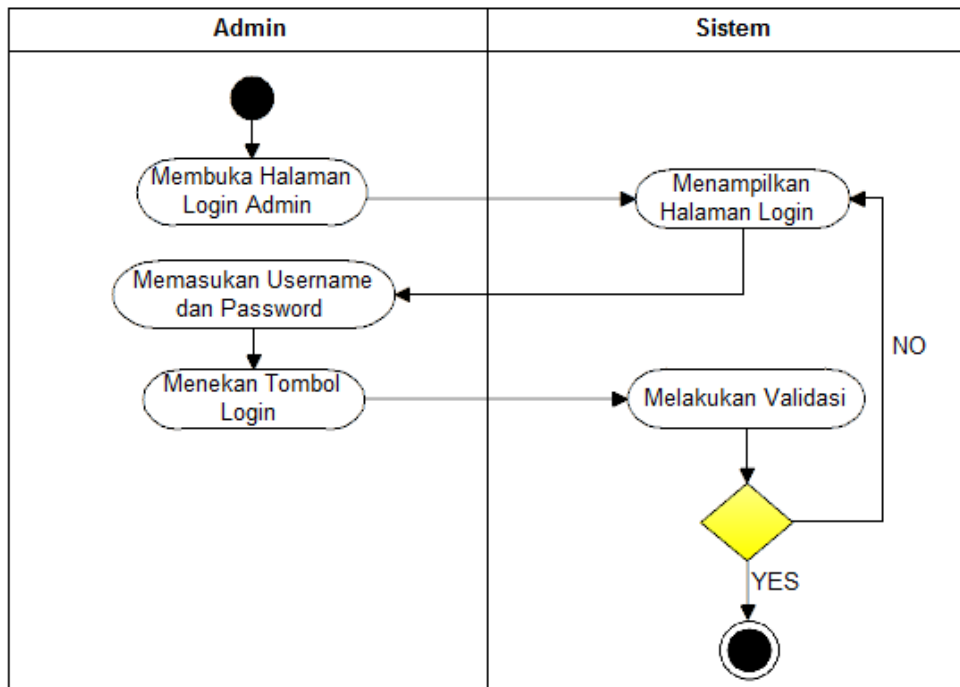 Admin
Sistem
Membuka Halaman
Login Admin
Menampilkan
Halaman Login
Memasukan Username
dan Password
Menekan Tombol
Login
Melakukan Validasi
NO
YES